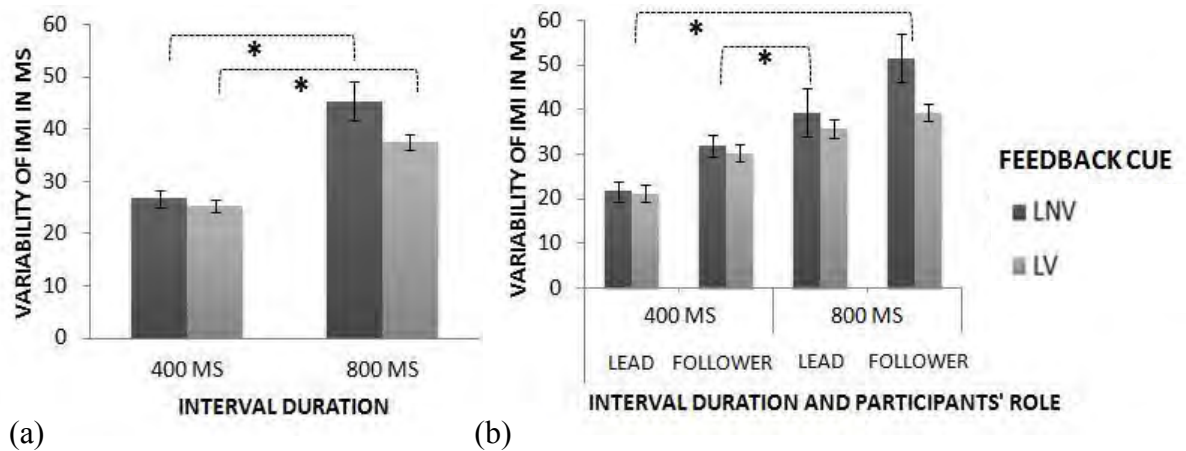 VARIABILITY OF IMI IN MS
60
50
40
30
20
10
0
*
*
400 MS
800 MS
INTERVAL DURATION
(a)
VARIABILITY OF IMI IN MS
60
50
40
30
20
10
0
*
*
400 MS
800 MS
LEAD
FOLLOWER
LEAD
FOLLOWER
INTERVAL DURATION AND PARTICIPANTS' ROLE
(b)
FEEDBACK CUE
LNV
LV